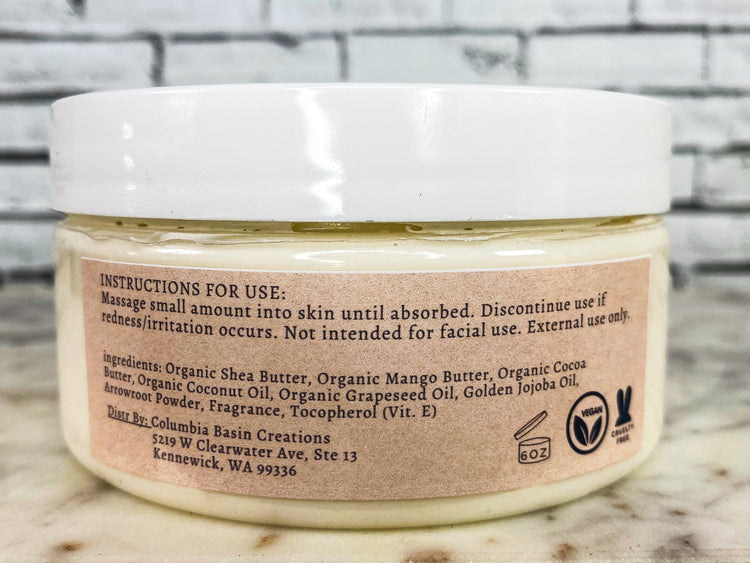 INSTRUCTIONS FOR USE:
Massage small amount into skin until absorbed. Discontinue use if
redness/irritation occurs. Not intended for facial use. External use only.
ingredients: Organic Shea Butter, Organic Mango Butter, Organic Cocoa
Butter, Organic Coconut Oil, Organic Grapeseed Oil, Golden Jojoba Oil,
Arrowroot Powder, Fragrance, Tocopherol (Vit. E)
Distr By: Columbia Basin Creations
5219 W Clearwater Ave, Ste 13
Kennewick, WA 99336
6OZ
VEGAN
CRUELTY
FREE